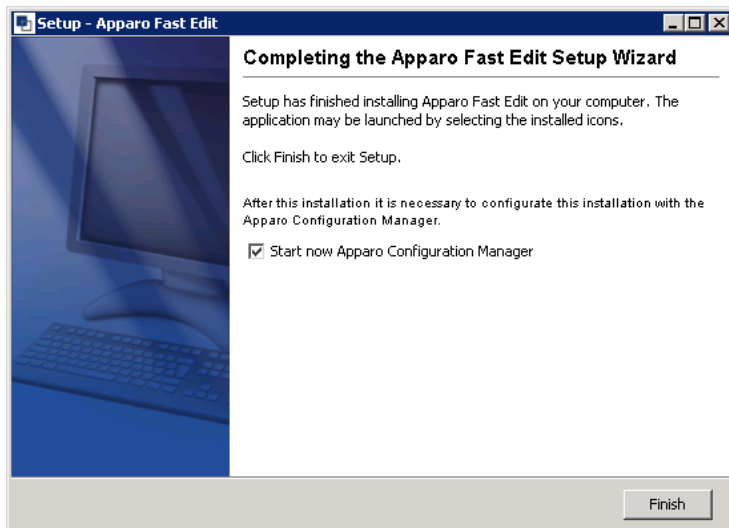 Setup - Apparo Fast Edit
Completing the Apparo Fast Edit Setup Wizard
Setup has finished installing Apparo Fast Edit on your computer. The
application may be launched by selecting the installed icons.
Click Finish to exit Setup.
After this installation it is necessary to configurate this installation with the
Apparo Configuration Manager.
Start now Apparo Configuration Manager
Finish